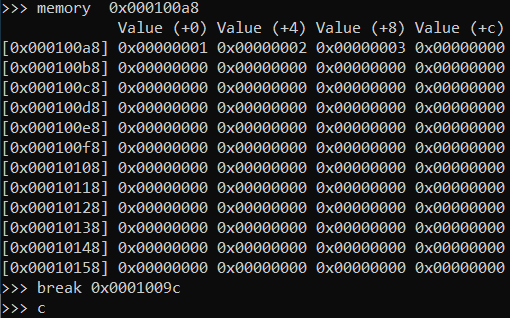 >>> memory  0x000100a8
Value (+0) Value (+4) Value (+8) Value (+c)
[0x000100a8] 0x00000001 0x00000002 0x00000003 0x00000000
[0x000100b8] 0x00000000 0x00000000 0x00000000 0x00000000
[0x000100c8] 0x00000000 0x00000000 0x00000000 0x00000000
[0x000100d8] 0x00000000 0x00000000 0x00000000 0x00000000
[0x000100e8] 0x00000000 0x00000000 0x00000000 0x00000000
[0x000100f8] 0x00000000 0x00000000 0x00000000 0x00000000
[0x00010108] 0x00000000 0x00000000 0x00000000 0x00000000
[0x00010118] 0x00000000 0x00000000 0x00000000 0x00000000
[0x00010128] 0x00000000 0x00000000 0x00000000 0x00000000
[0x00010138] 0x00000000 0x00000000 0x00000000 0x00000000
[0x00010148] 0x00000000 0x00000000 0x00000000 0x00000000
[0x00010158] 0x00000000 0x00000000 0x00000000 0x00000000
>>> break 0x0001009c
>>> c